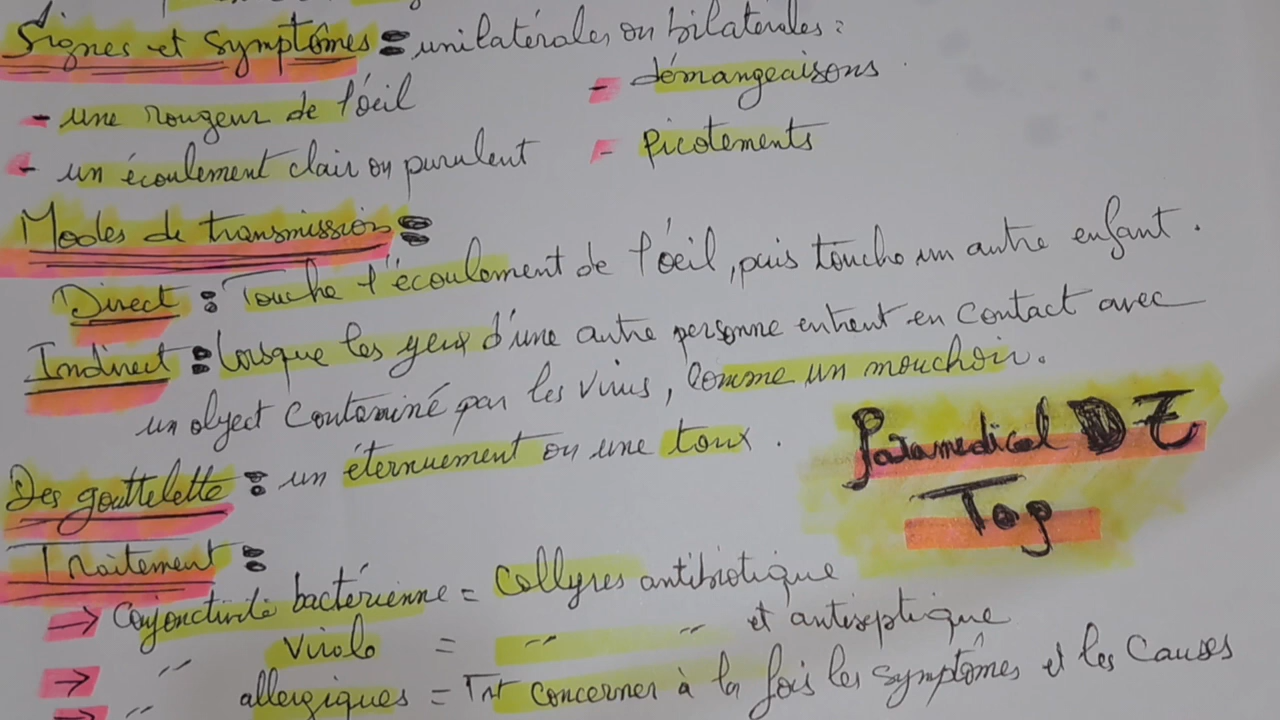 Signes et symptômes : unilatérales ou bilatérales :
- une rougeur de l'oeil - démangeaisons
- un écoulement clair ou purulent - Picotements
Modes de transmission :
Direct : Touche l'écoulement de l'oeil, puis touche un autre enfant.
Indirect : lorsque les yeux d'une autre personne entrent en contact avec
un object contaminé par les virus, comme un mouchoir.
Des gouttelette : un éternuement ou une toux.
Paramedical DZ
Top
Traitement :
→ Conjonctivite bactérienne = Collyres antibiotique
→ " virale = " " et antiseptique
→ " allergiques = Trt concerner à la fois les symptômes et les causes